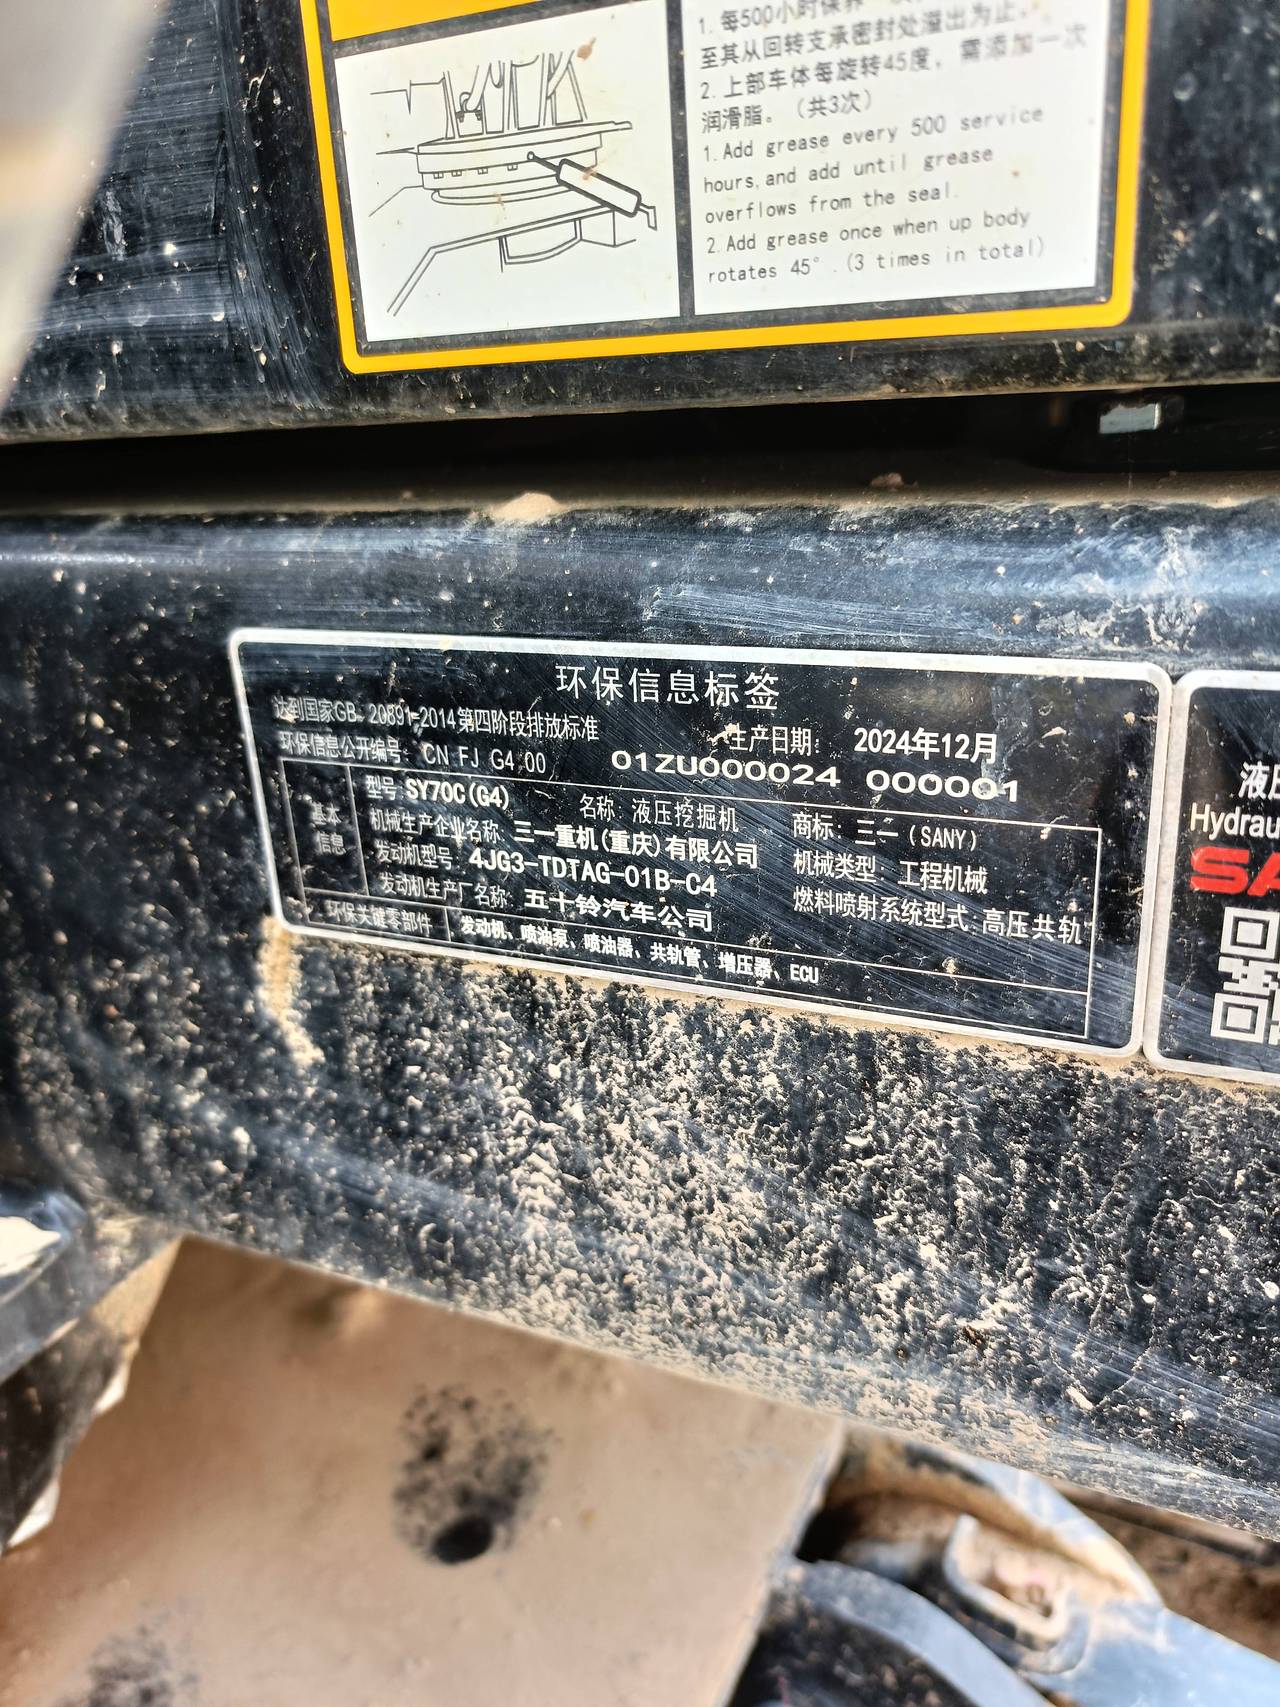 1. 每500小时保养
至其从回转支承密封处溢出为止。
2. 上部车体每旋转45度，需添加一次
润滑脂。（共3次）
1. Add grease every 500 service
hours, and add until grease
overflows from the seal.
2. Add grease once when up body
rotates 45°. (3 times in total)
环保信息标签
达到国家GB 20891-2014第四阶段排放标准
生产日期: 2024年12月
环保信息公开编号: CN FJ G4 00 01ZU000024 000001
基本信息
型号: SY70C(G4) 名称: 液压挖掘机 商标: 三一 (SANY)
机械生产企业名称: 三一重机(重庆)有限公司 机械类型: 工程机械
发动机型号: 4JG3-TDTAG-01B-C4 燃料喷射系统型式: 高压共轨
发动机生产厂名称: 五十铃汽车公司
环保关键零部件 发动机、喷油泵、喷油器、共轨管、增压器、ECU
液压
Hydrau
SA